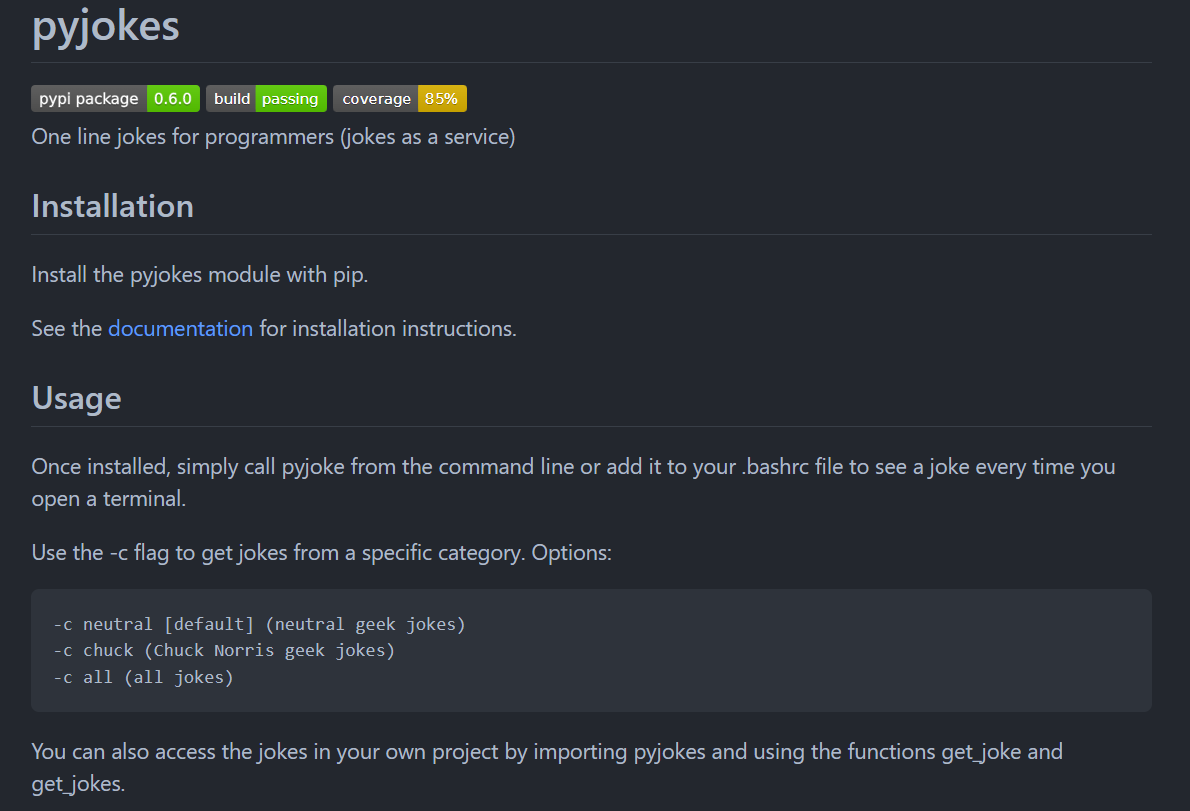 pyjokes
pypi package 0.6.0 build passing coverage 85%
One line jokes for programmers (jokes as a service)
Installation
Install the pyjokes module with pip.
See the documentation for installation instructions.
Usage
Once installed, simply call pyjoke from the command line or add it to your .bashrc file to see a joke every time you
open a terminal.
Use the -c flag to get jokes from a specific category. Options:
-c neutral [default] (neutral geek jokes)
-c chuck (Chuck Norris geek jokes)
-c all (all jokes)
You can also access the jokes in your own project by importing pyjokes and using the functions get_joke and
get_jokes.